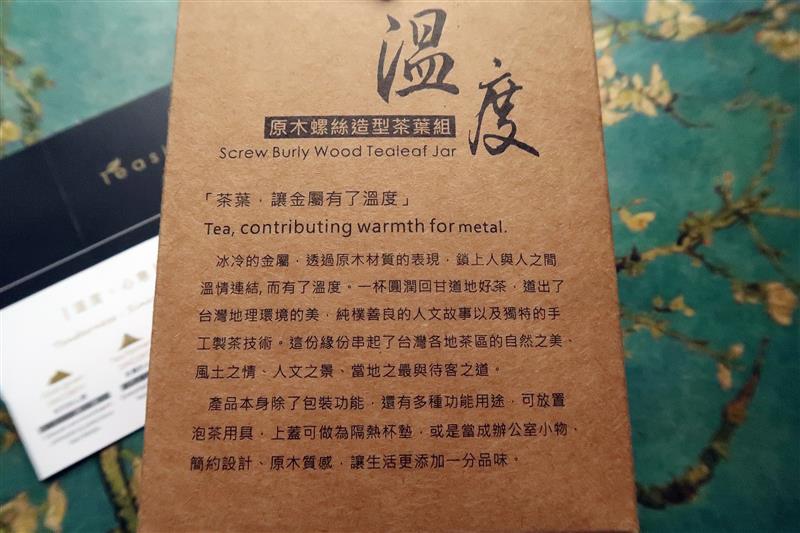 溫度
原木螺絲造型茶葉組
Screw Burly Wood Tealeaf Jar
「茶葉，讓金屬有了溫度」
Tea, contributing warmth for metal.
冰冷的金屬，透過原木材質的表現，鎖上人與人之間
溫情連結, 而有了溫度。一杯圓潤回甘道地好茶，道出了
台灣地理環境的美，純樸善良的人文故事以及獨特的手
工製茶技術。這份緣份串起了台灣各地茶區的自然之美、
風土之情、人文之景、當地之最與待客之道。
產品本身除了包裝功能，還有多種功能用途，可放置
泡茶用具，上蓋可做為隔熱杯墊，或是當成辦公室小物、
簡約設計、原木質感，讓生活更添加一分品味。